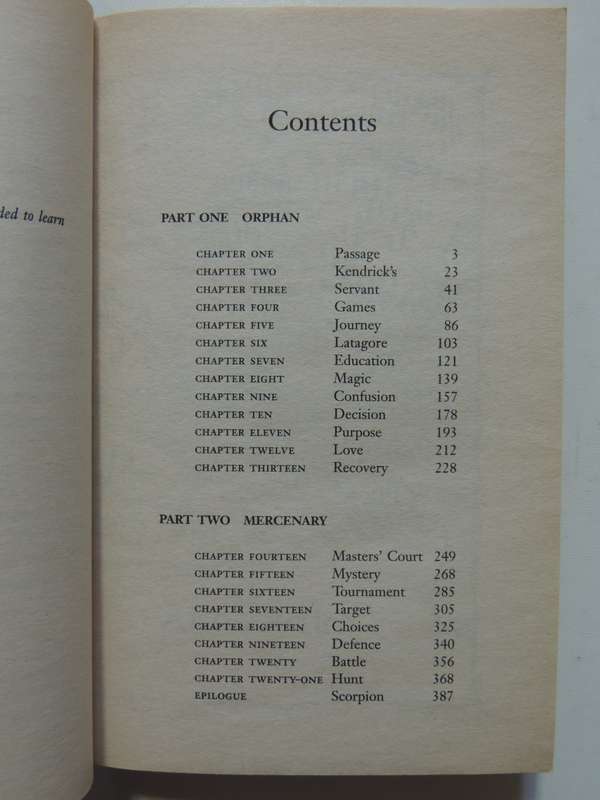 ded to learn
Contents
PART ONE ORPHAN
CHAPTER ONE Passage 3
CHAPTER TWO Kendrick's 23
CHAPTER THREE Servant 41
CHAPTER FOUR Games 63
CHAPTER FIVE Journey 86
CHAPTER SIX Latagore 103
CHAPTER SEVEN Education 121
CHAPTER EIGHT Magic 139
CHAPTER NINE Confusion 157
CHAPTER TEN Decision 178
CHAPTER ELEVEN Purpose 193
CHAPTER TWELVE Love 212
CHAPTER THIRTEEN Recovery 228
PART TWO MERCENARY
CHAPTER FOURTEEN Masters' Court 249
CHAPTER FIFTEEN Mystery 268
CHAPTER SIXTEEN Tournament 285
CHAPTER SEVENTEEN Target 305
CHAPTER EIGHTEEN Choices 325
CHAPTER NINETEEN Defence 340
CHAPTER TWENTY Battle 356
CHAPTER TWENTY-ONE Hunt 368
EPILOGUE Scorpion 387